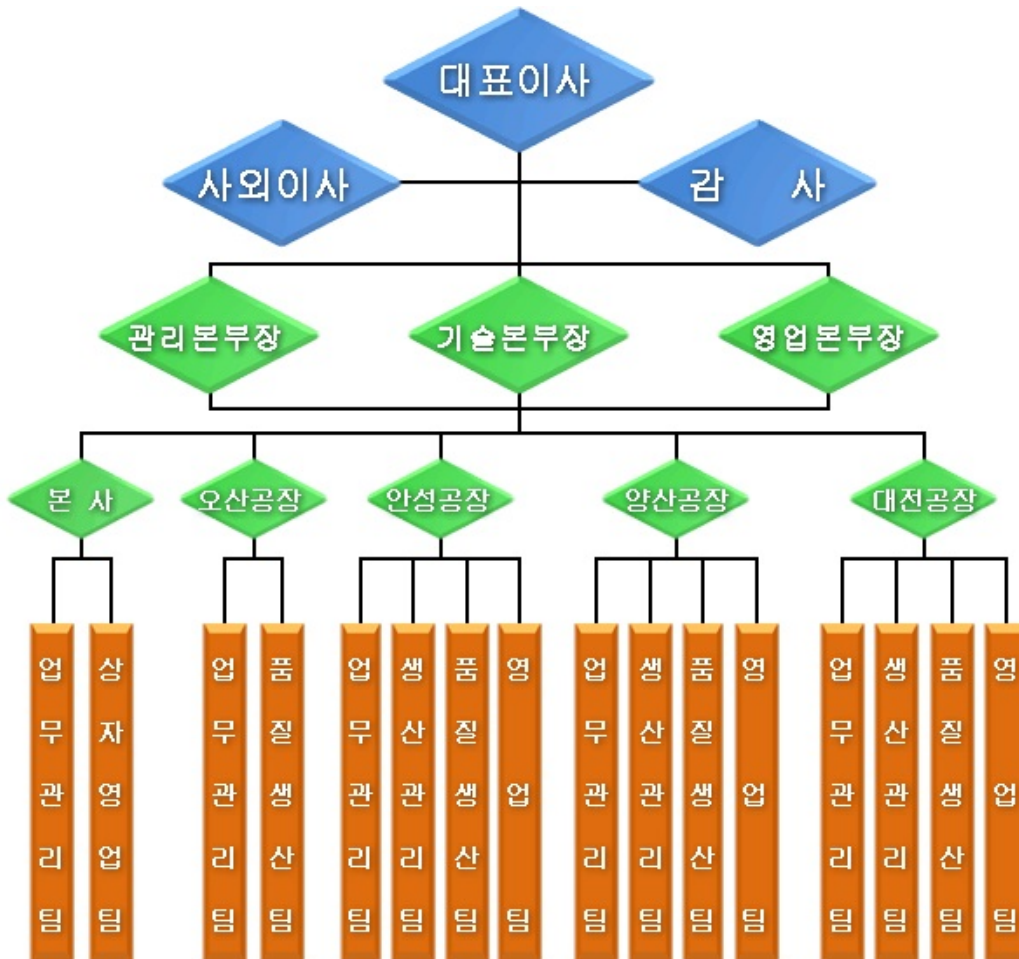 대표이사
사외이사 감 사
관리본부장 기술본부장 영업본부장
본 사 오산공장 안성공장 양산공장 대전공장
업무관리팀
상자영업팀
업무관리팀
품질생산팀
업무관리팀
생산관리팀
품질생산팀
영업팀
업무관리팀
생산관리팀
품질생산팀
영업팀
업무관리팀
생산관리팀
품질생산팀
영업팀